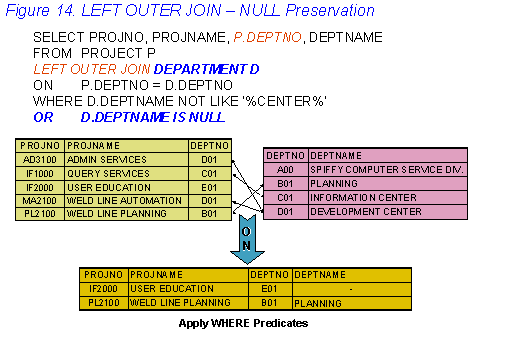 Figure 14. LEFT OUTER JOIN – NULL Preservation
SELECT PROJNO, PROJNAME, P.DEPTNO, DEPTNAME
FROM PROJECT P
LEFT OUTER JOIN DEPARTMENT D
ON P.DEPTNO = D.DEPTNO
WHERE D.DEPTNAME NOT LIKE '%CENTER%'
OR D.DEPTNAME IS NULL
PROJNO PROJNAME DEPTNO
AD3100 ADMIN SERVICES D01
IF1000 QUERY SERVICES C01
IF2000 USER EDUCATION E01
MA2100 WELD LINE AUTOMATION D01
PL2100 WELD LINE PLANNING B01
DEPTNO DEPTNAME
A00 SPIFFY COMPUTER SERVICE DIV.
B01 PLANNING
C01 INFORMATION CENTER
D01 DEVELOPMENT CENTER
ON
PROJNO PROJNAME DEPTNO DEPTNAME
IF2000 USER EDUCATION E01 -
PL2100 WELD LINE PLANNING B01 PLANNING
Apply WHERE Predicates